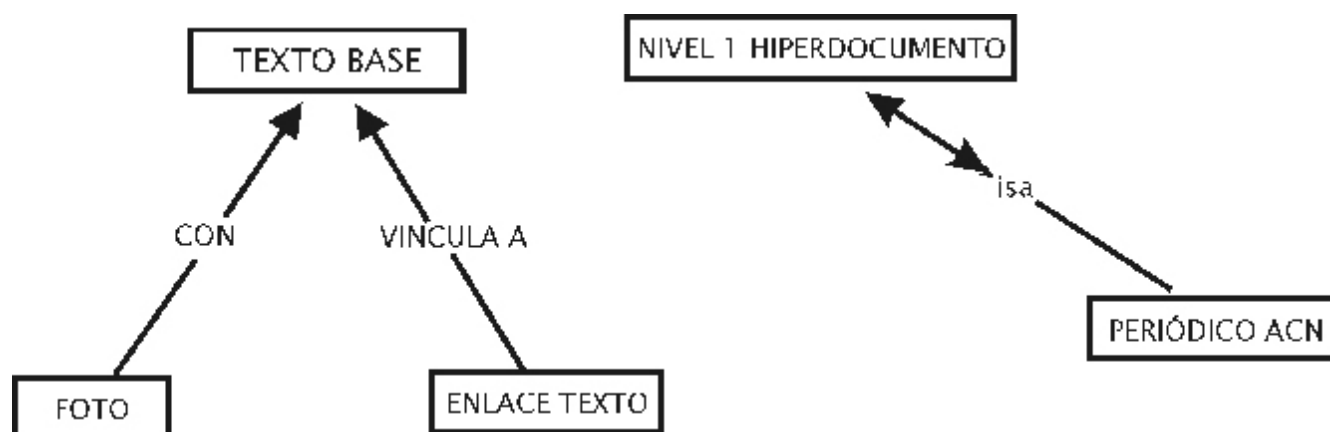 TEXTO BASE
NIVEL 1 HIPERDOCUMENTO
isa
CON
VINCULA A
PERIÓDICO ACN
FOTO
ENLACE TEXTO